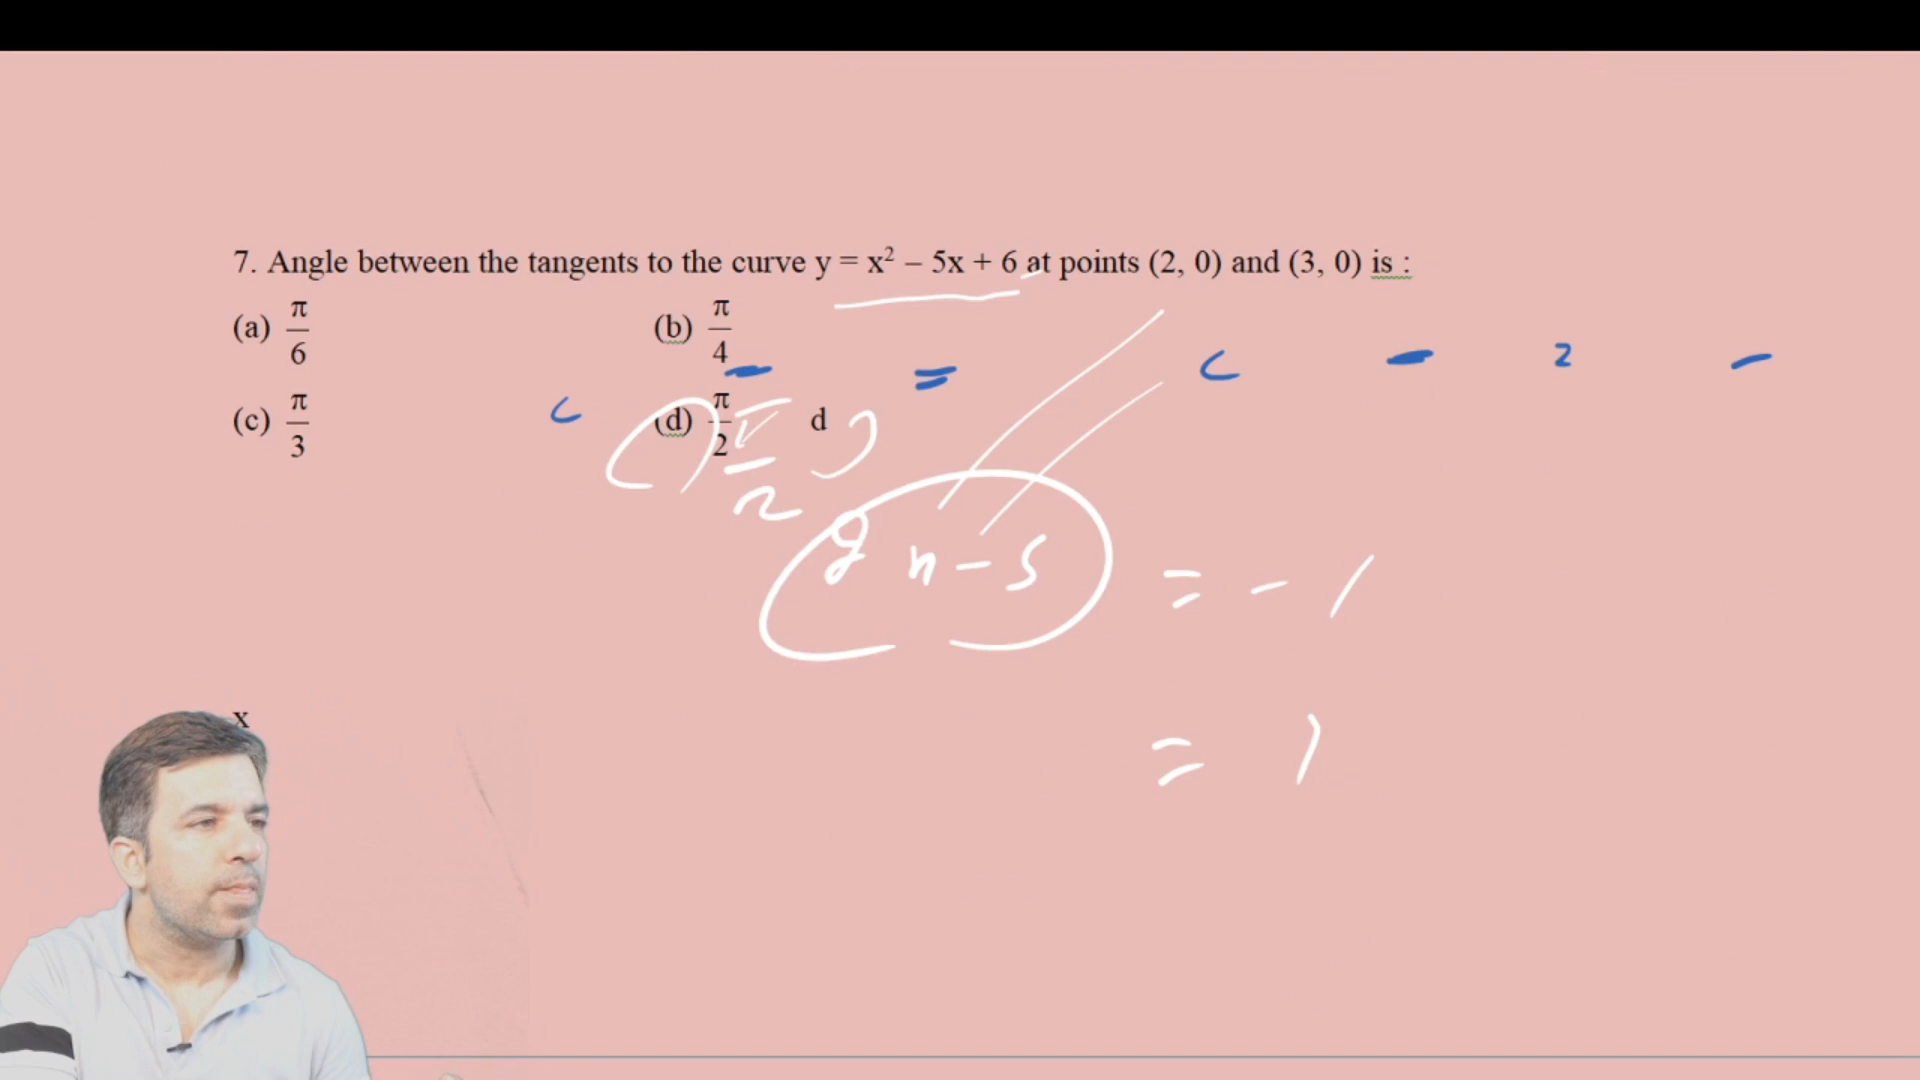 7. Angle between the tangents to the curve y = x² – 5x + 6 at points (2, 0) and (3, 0) is :
(a) π/6 (b) π/4
(c) π/3 (d) π/2 d
π/2
2x - 5 = -1
= 1
x